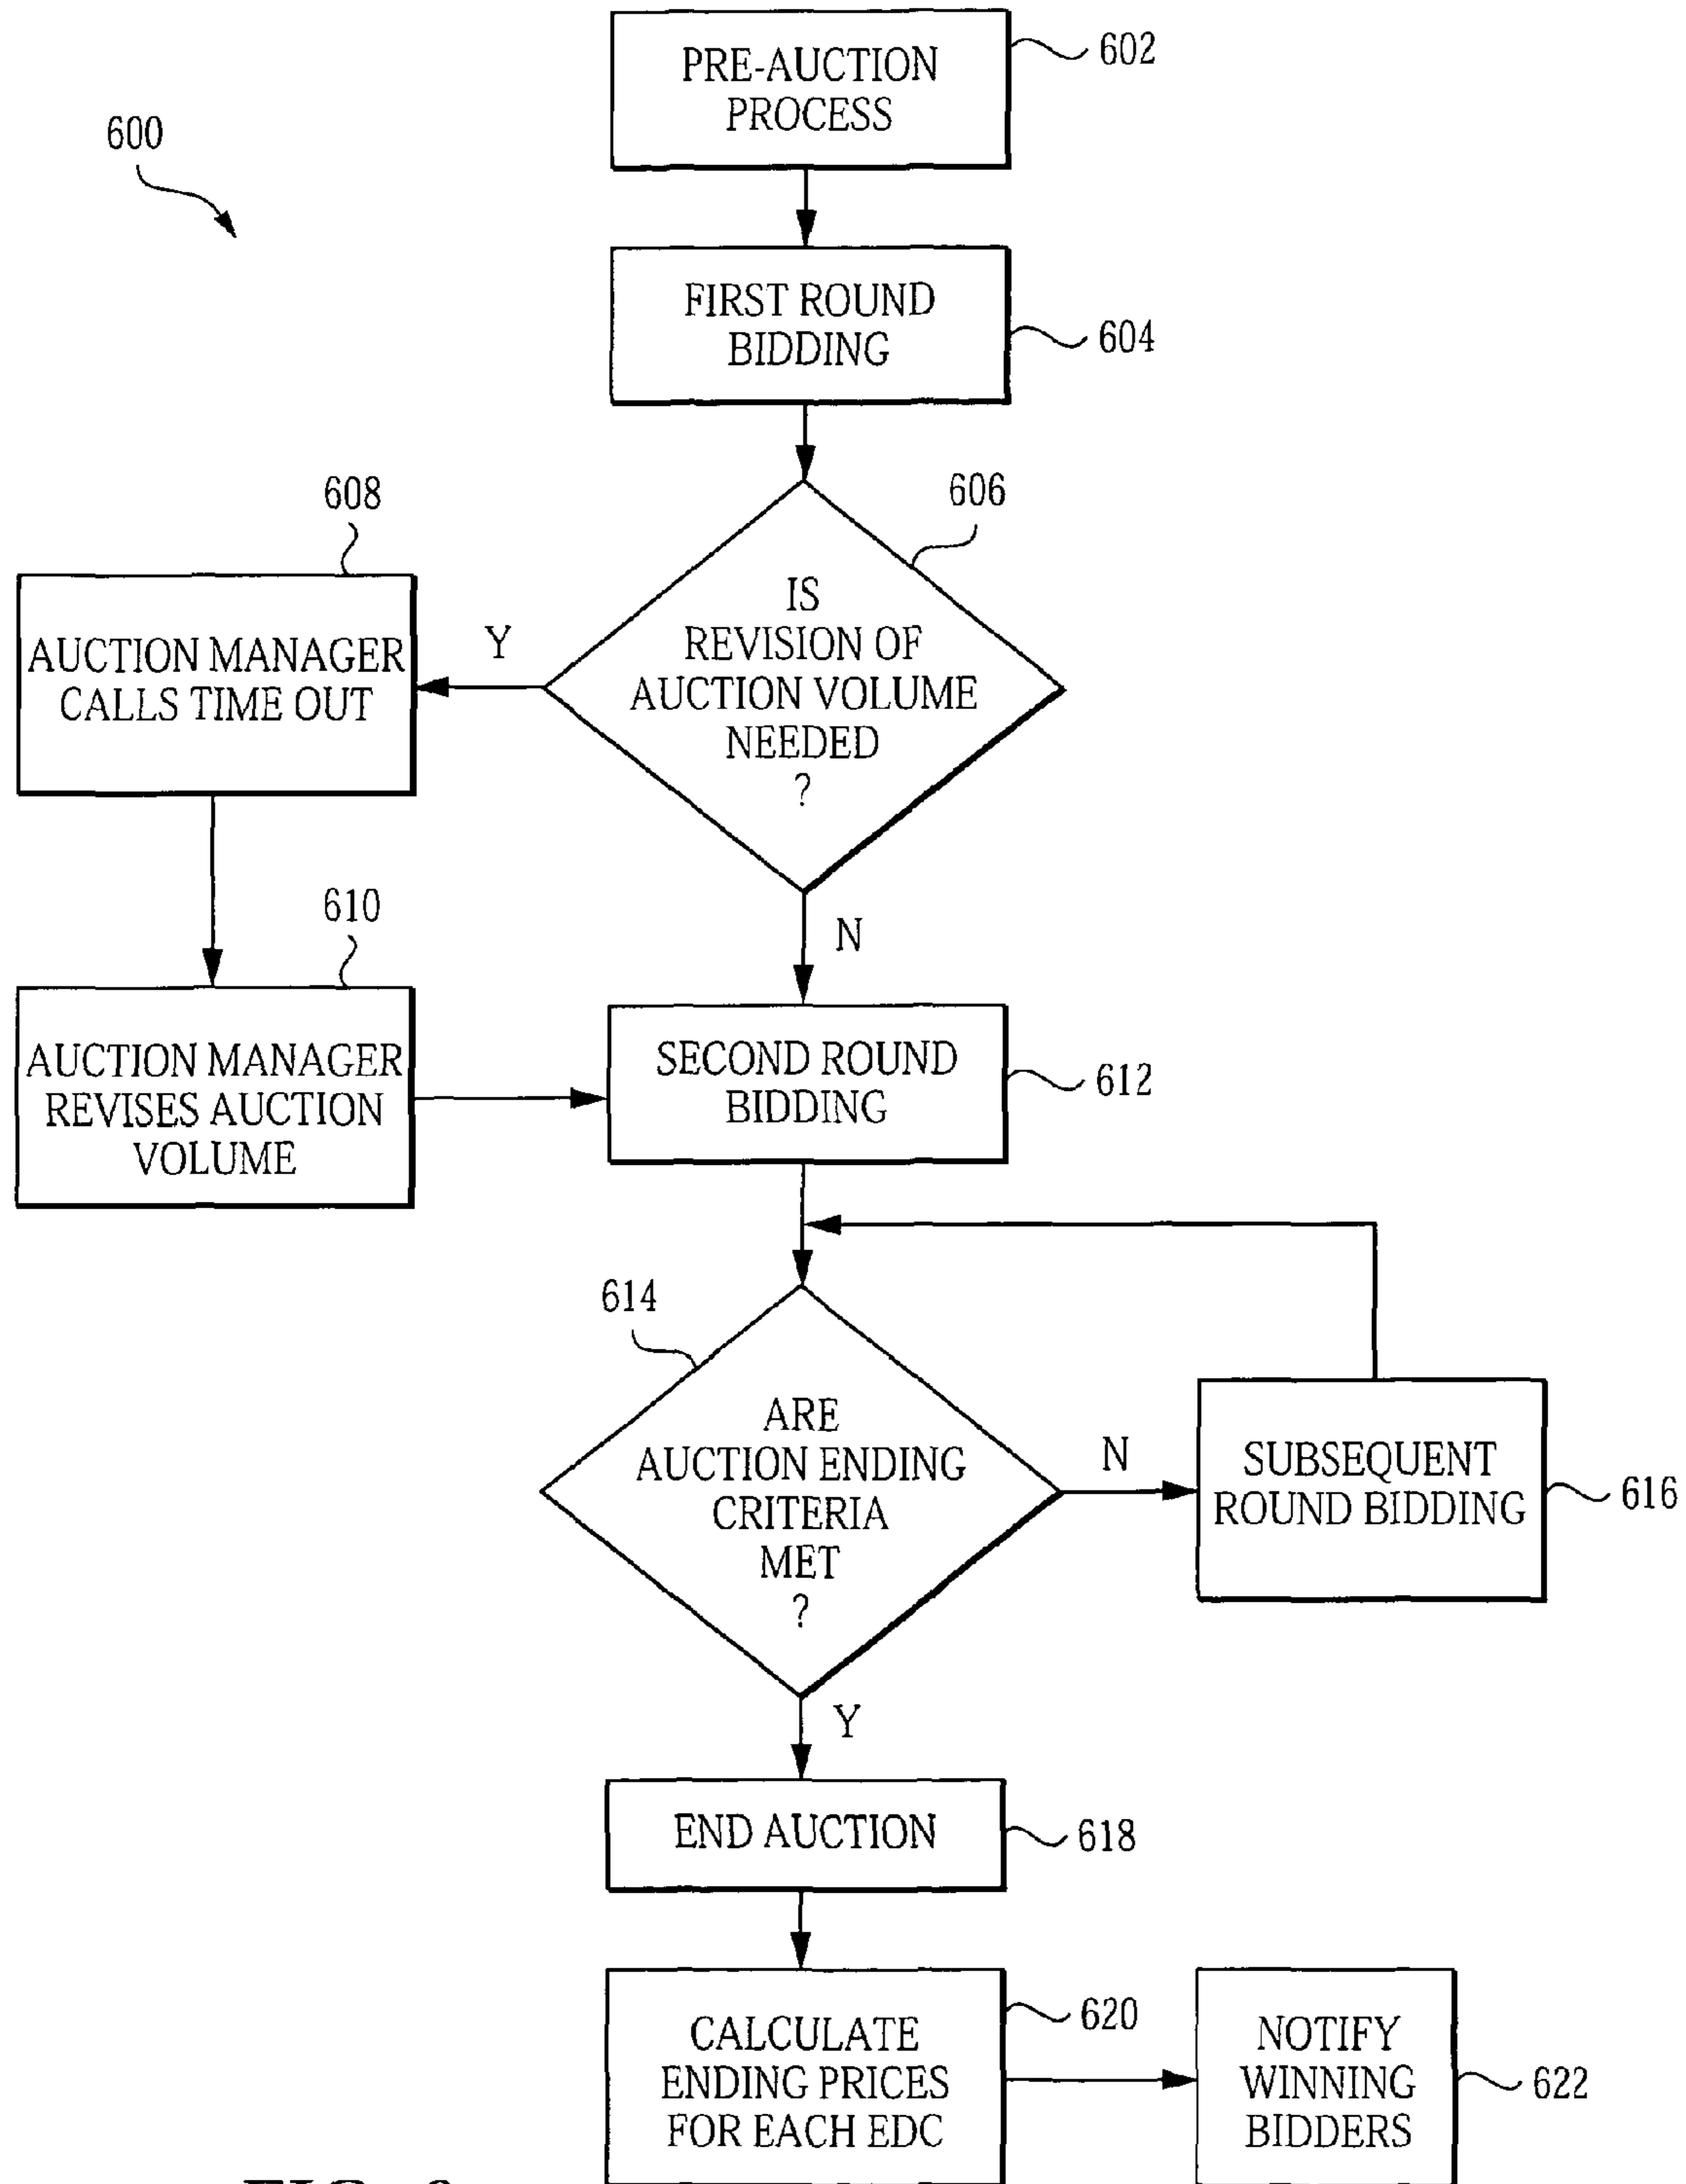 PRE-AUCTION
PROCESS
602
600
FIRST ROUND
BIDDING
604
606
608
IS
REVISION OF
AUCTION VOLUME
NEEDED
?
Y
AUCTION MANAGER
CALLS TIME OUT
N
610
AUCTION MANAGER
REVISES AUCTION
VOLUME
SECOND ROUND
BIDDING
612
614
ARE
AUCTION ENDING
CRITERIA
MET
?
N
SUBSEQUENT
ROUND BIDDING
616
Y
END AUCTION
618
CALCULATE
ENDING PRICES
FOR EACH EDC
620
NOTIFY
WINNING
BIDDERS
622